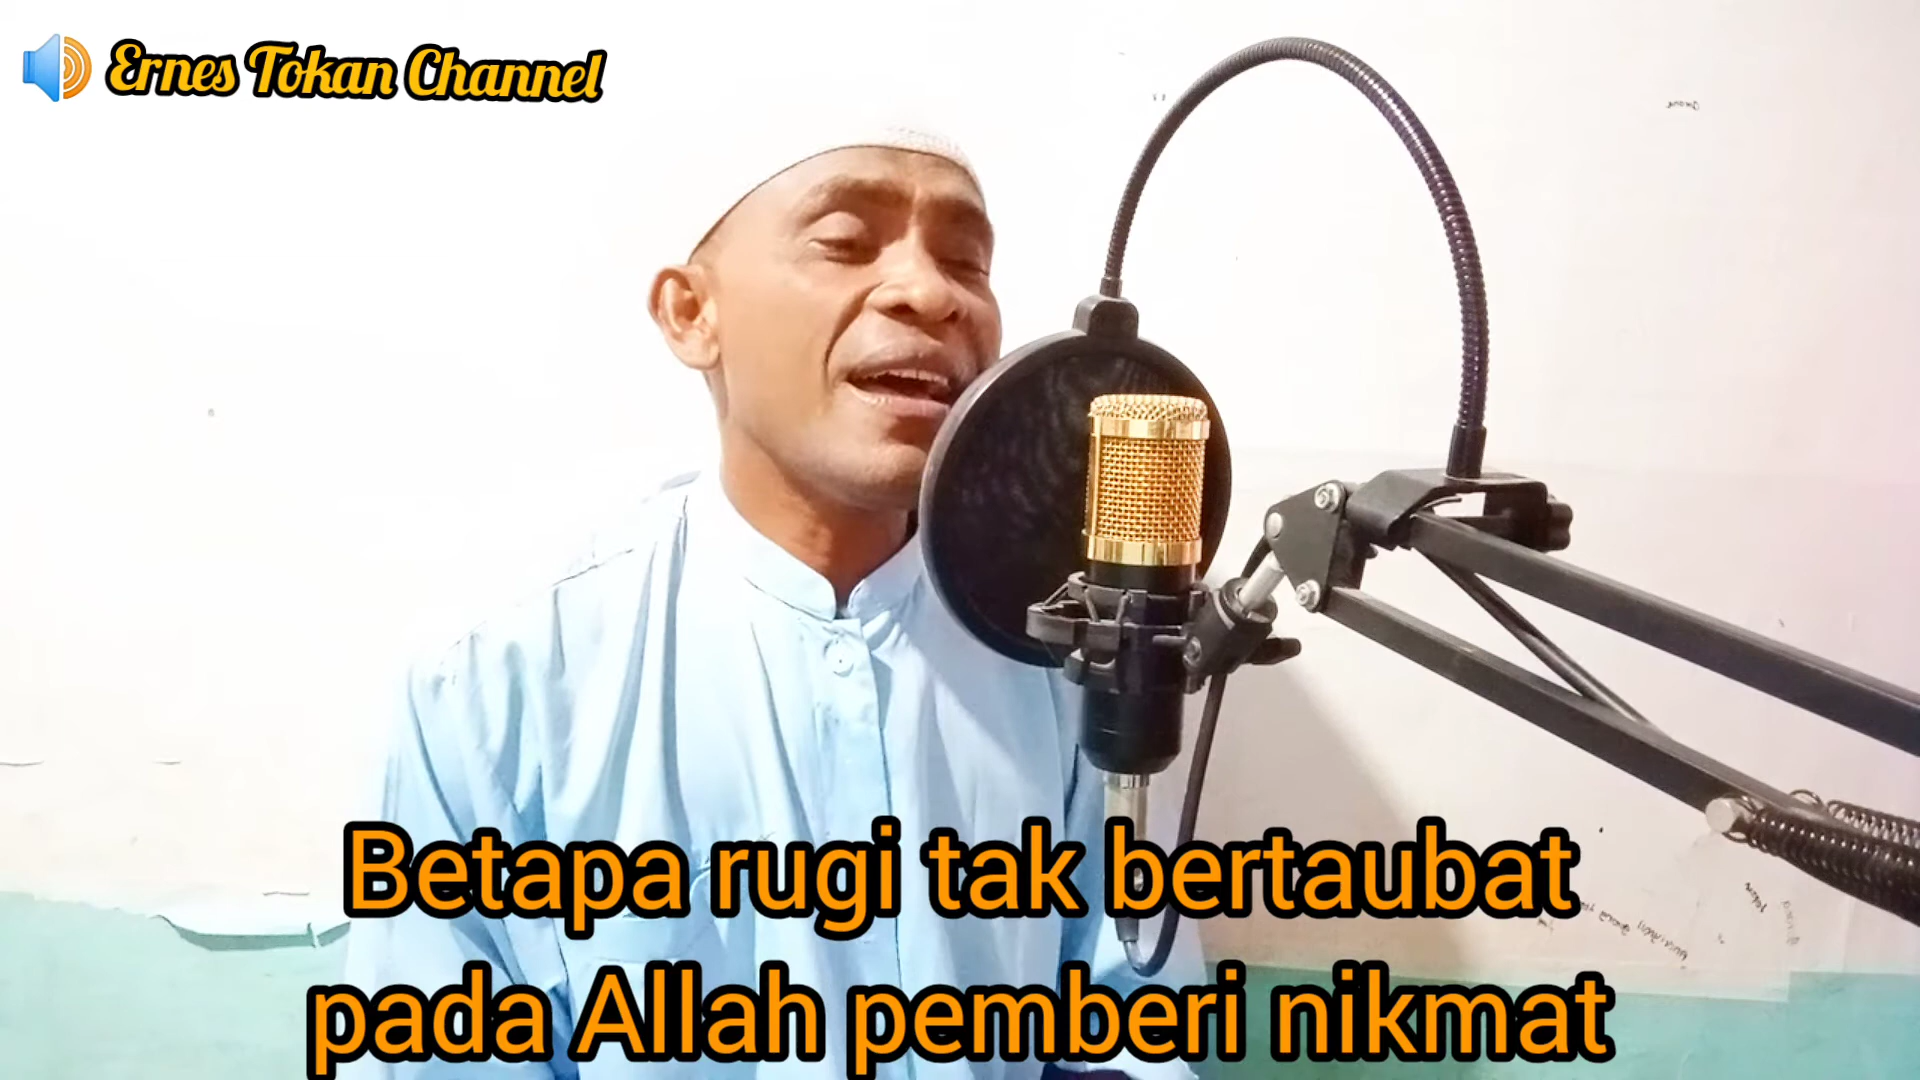 Ernes Tokan Channel
Betapa rugi tak bertaubat
pada Allah pemberi nikmat